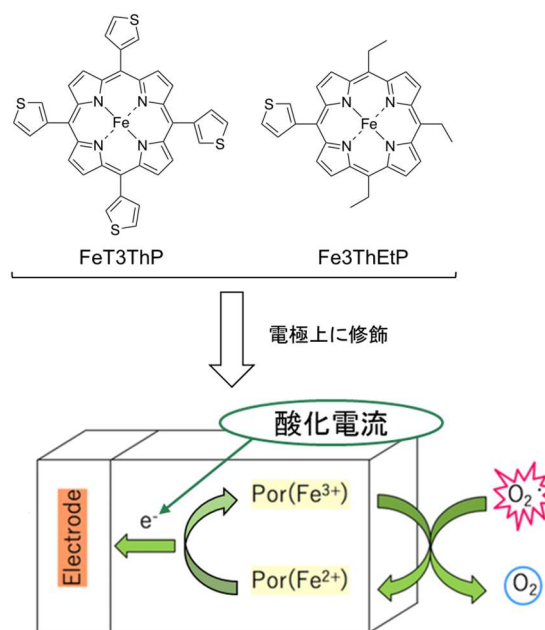 S
S
N
N
N
N
Fe
S
S
FeT3ThP
S
N
N
N
N
Fe
Fe3ThEtP
電極上に修飾
酸化電流
Electrode
e-
Por(Fe3+)
Por(Fe2+)
O2:
O2